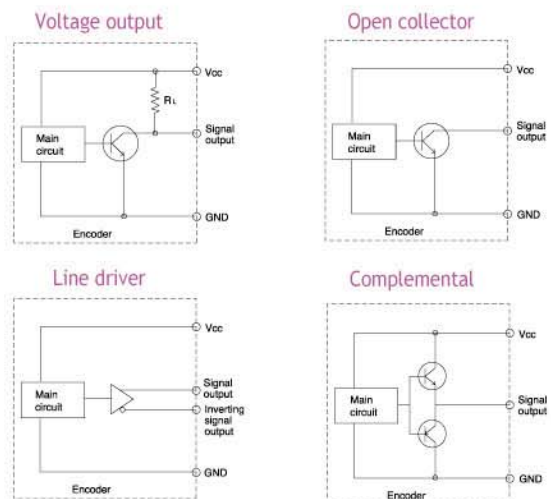 Voltage output
Vcc
RL
Main
circuit
Signal
output
GND
Encoder
Open collector
Vcc
Main
circuit
Signal
output
GND
Encoder
Line driver
Vcc
Main
circuit
Signal
output
Inverting
signal
output
GND
Encoder
Complemental
Vcc
Main
circuit
Signal
output
GND
Encoder